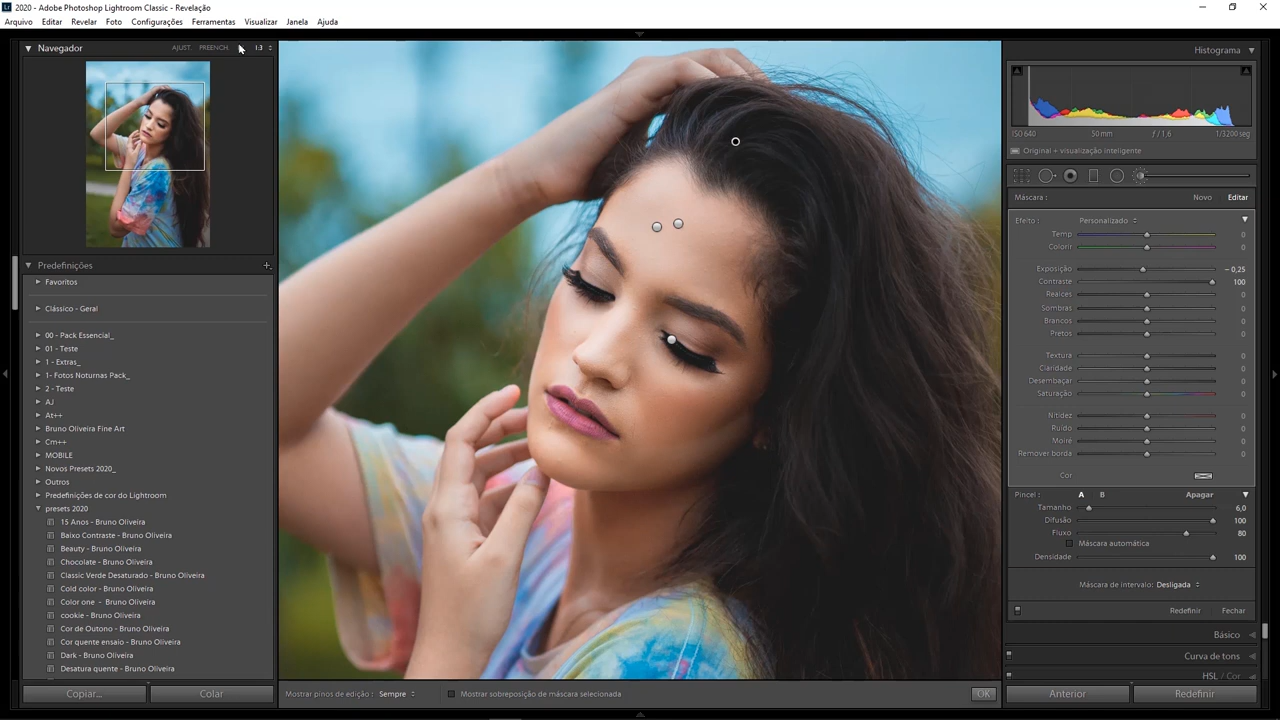 2020 - Adobe Photoshop Lightroom Classic - Revelação
Arquivo Editar Revelar Foto Configurações Ferramentas Visualizar Janela Ajuda
Navegador AJUST. PREENCH. 1:3
Predefinições
Favoritos
Clássico - Geral
00 - Pack Essencial_
01 - Teste
1 - Extras_
1- Fotos Noturnas Pack_
2 - Teste
AJ
At++
Bruno Oliveira Fine Art
Cm++
MOBILE
Novos Presets 2020_
Outros
Predefinições de cor do Lightroom
presets 2020
15 Anos - Bruno Oliveira
Baixo Contraste - Bruno Oliveira
Beauty - Bruno Oliveira
Chocolate - Bruno Oliveira
Classic Verde Desaturado - Bruno Oliveira
Cold color - Bruno Oliveira
Color one - Bruno Oliveira
cookie - Bruno Oliveira
Cor de Outono - Bruno Oliveira
Cor quente ensaio - Bruno Oliveira
Dark - Bruno Oliveira
Desatura quente - Bruno Oliveira
Copiar... Colar
Mostrar pinos de edição : Sempre Mostrar sobreposição de máscara selecionada OK
Histograma
ISO 640 50 mm ƒ / 1,6 1/3200 seg
Original + visualização inteligente
Máscara : Novo Editar
Efeito : Personalizado
Temp 0
Colorir 0
Exposição – 0,25
Contraste 100
Realces 0
Sombras 0
Brancos 0
Pretos 0
Textura 0
Claridade 0
Desembaçar 0
Saturação 0
Nitidez 0
Ruído 0
Moiré 0
Remover borda 0
Cor
Pincel : A B Apagar
Tamanho 6,0
Difusão 100
Fluxo 80
Máscara automática
Densidade 100
Máscara de intervalo : Desligada
Redefinir Fechar
Básico
Curva de tons
HSL / Cor
Anterior Redefinir